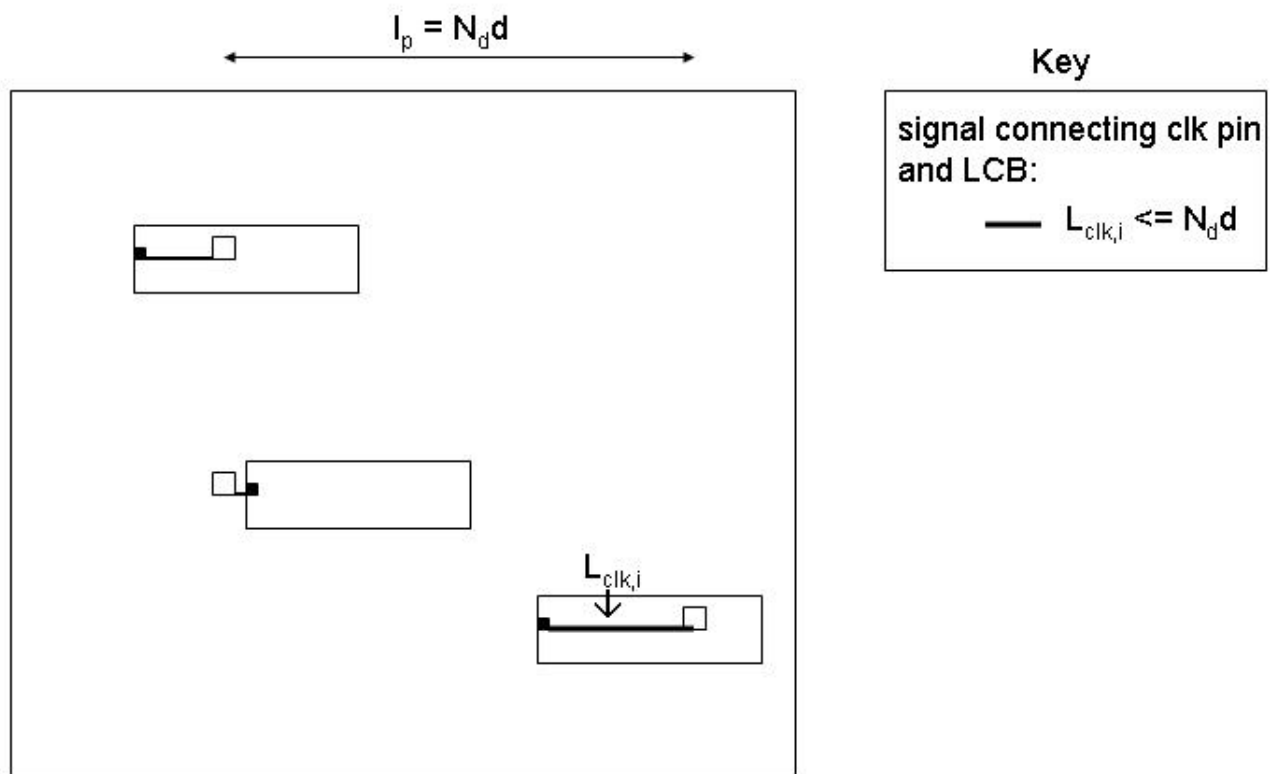 l_p = N_d d
Key
signal connecting clk pin
and LCB:
L_clk,i <= N_d d
L_clk,i